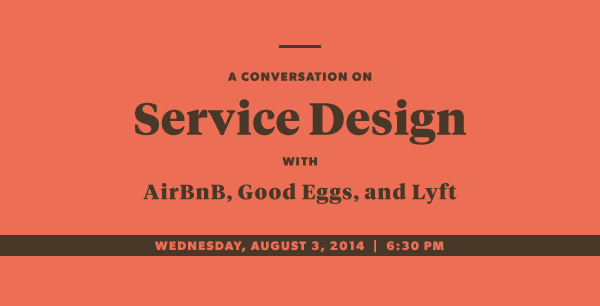 A CONVERSATION ON
Service Design
WITH
AirBnB, Good Eggs, and Lyft
WEDNESDAY, AUGUST 3, 2014 | 6:30 PM